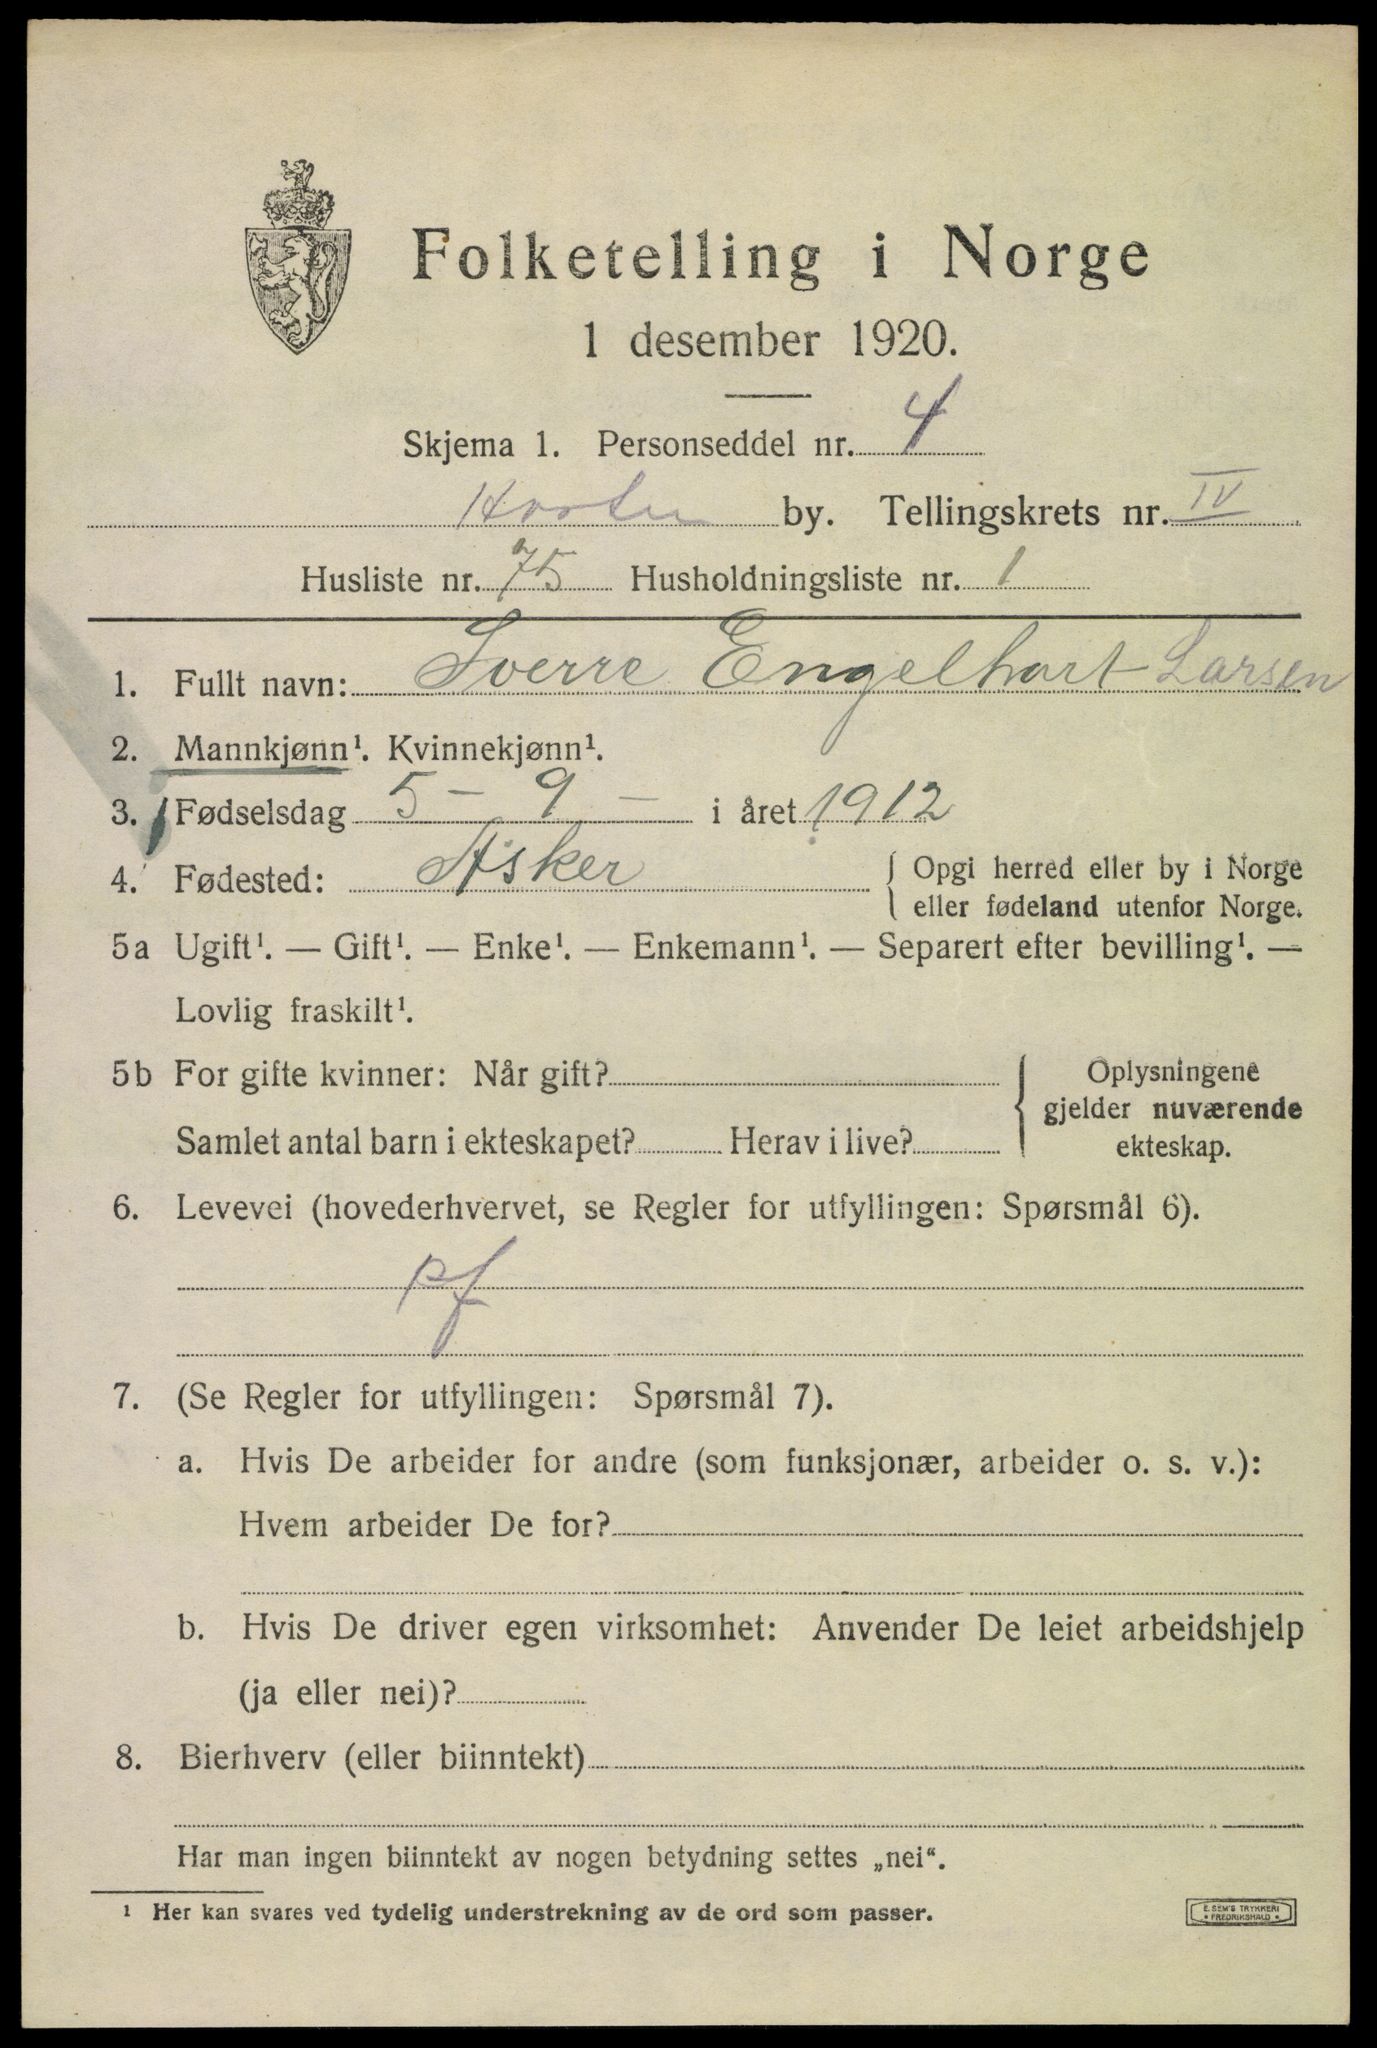 Folketelling i Norge
1 desember 1920.
Skjema 1. Personseddel nr. 4
Horten by. Tellingskrets nr. IV
Husliste nr. 75 Husholdningsliste nr. 1
1. Fullt navn: Sverre Engelhart Larsen
2. Mannkjønn¹. Kvinnekjønn¹.
3. Fødselsdag 5 - 9 - i året 1912
4. Fødested: Asker { Opgi herred eller by i Norge
eller fødeland utenfor Norge.
5a Ugift¹. — Gift¹. — Enke¹. — Enkemann¹. — Separert efter bevilling¹. —
Lovlig fraskilt¹.
5b For gifte kvinner: Når gift? { Oplysningene
gjelder nuværende
Samlet antal barn i ekteskapet? Herav i live? ekteskap.
6. Levevei (hovederhvervet, se Regler for utfyllingen: Spørsmål 6).
pf
7. (Se Regler for utfyllingen: Spørsmål 7).
a. Hvis De arbeider for andre (som funksjonær, arbeider o. s. v.):
Hvem arbeider De for?
b. Hvis De driver egen virksomhet: Anvender De leiet arbeidshjelp
(ja eller nei)?
8. Bierhverv (eller biinntekt)
Har man ingen biinntekt av nogen betydning settes „nei“.
¹ Her kan svares ved tydelig understrekning av de ord som passer.
E. SEM'S TRYKKERI
• FREDRIKSHALD •